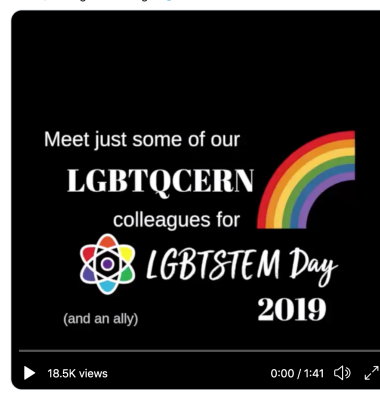 Meet just some of our
LGBTQCERN
colleagues for
LGBTSTEM Day
2019
(and an ally)
18.5K views
0:00 / 1:41